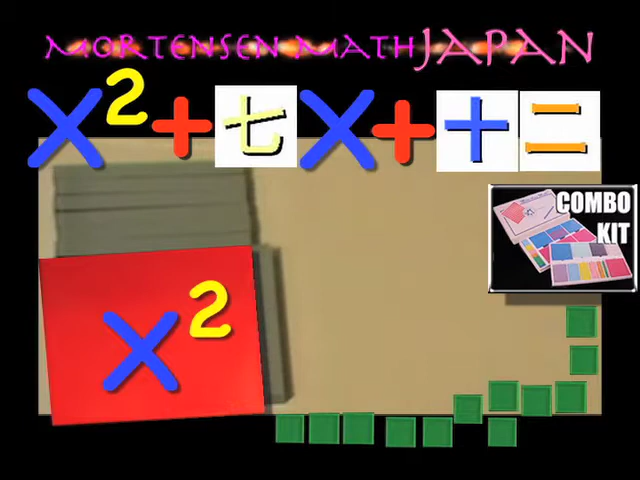 MORTENSEN MATH JAPAN
x²+七x+十二
COMBO
KIT
x²